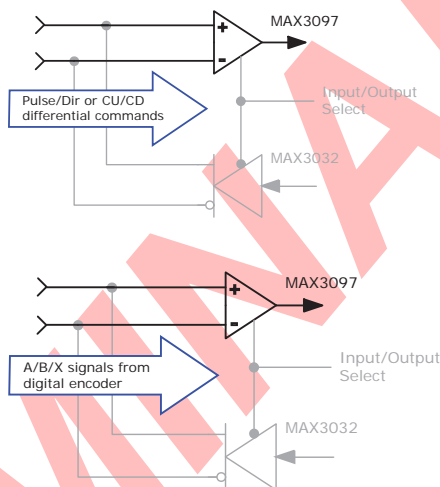 MAX3097
+
-
Pulse/Dir or CU/CD
differential commands
Input/Output
Select
MAX3032
MAX3097
+
-
A/B/X signals from
digital encoder
Input/Output
Select
MAX3032